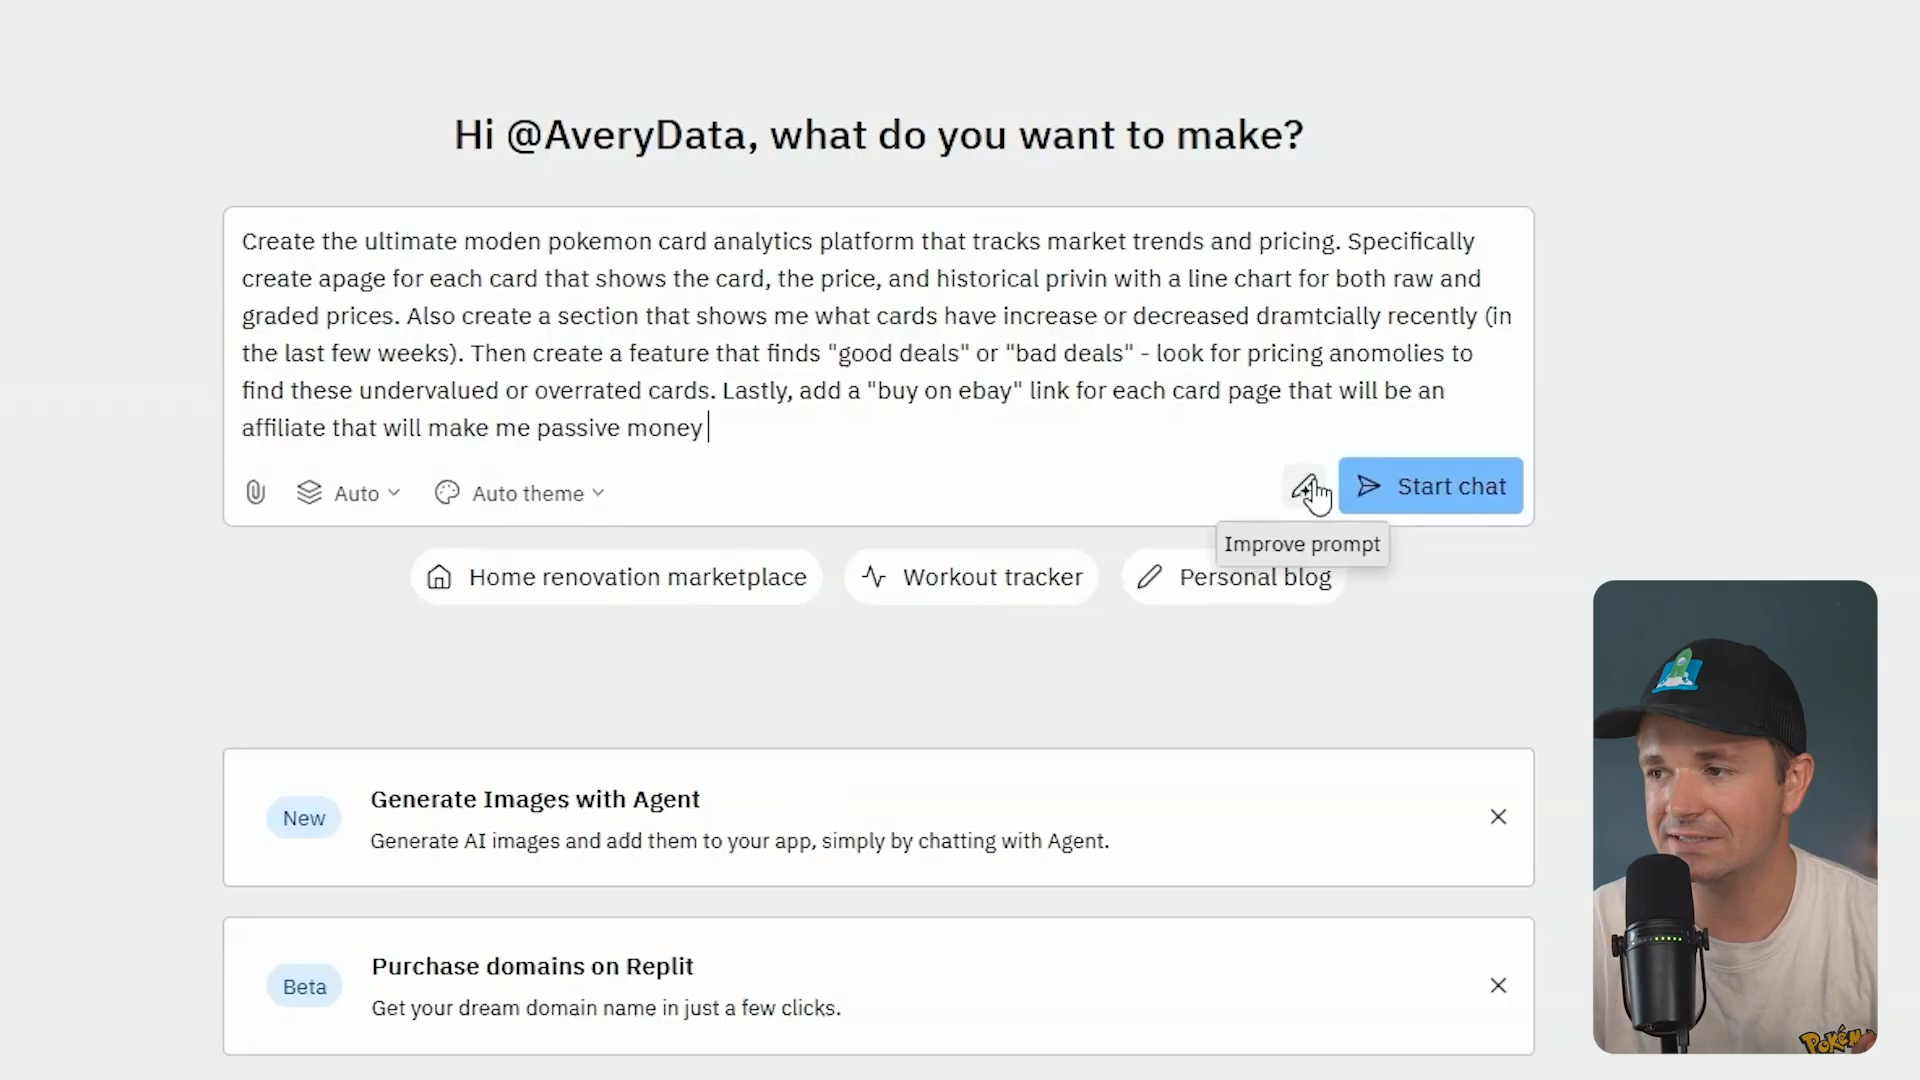 Hi @AveryData, what do you want to make?
Create the ultimate moden pokemon card analytics platform that tracks market trends and pricing. Specifically
create apage for each card that shows the card, the price, and historical privin with a line chart for both raw and
graded prices. Also create a section that shows me what cards have increase or decreased dramtcially recently (in
the last few weeks). Then create a feature that finds "good deals" or "bad deals" - look for pricing anomolies to
find these undervalued or overrated cards. Lastly, add a "buy on ebay" link for each card page that will be an
affiliate that will make me passive money
Auto
Auto theme
Start chat
Improve prompt
Home renovation marketplace
Workout tracker
Personal blog
New
Generate Images with Agent
Generate AI images and add them to your app, simply by chatting with Agent.
Beta
Purchase domains on Replit
Get your dream domain name in just a few clicks.